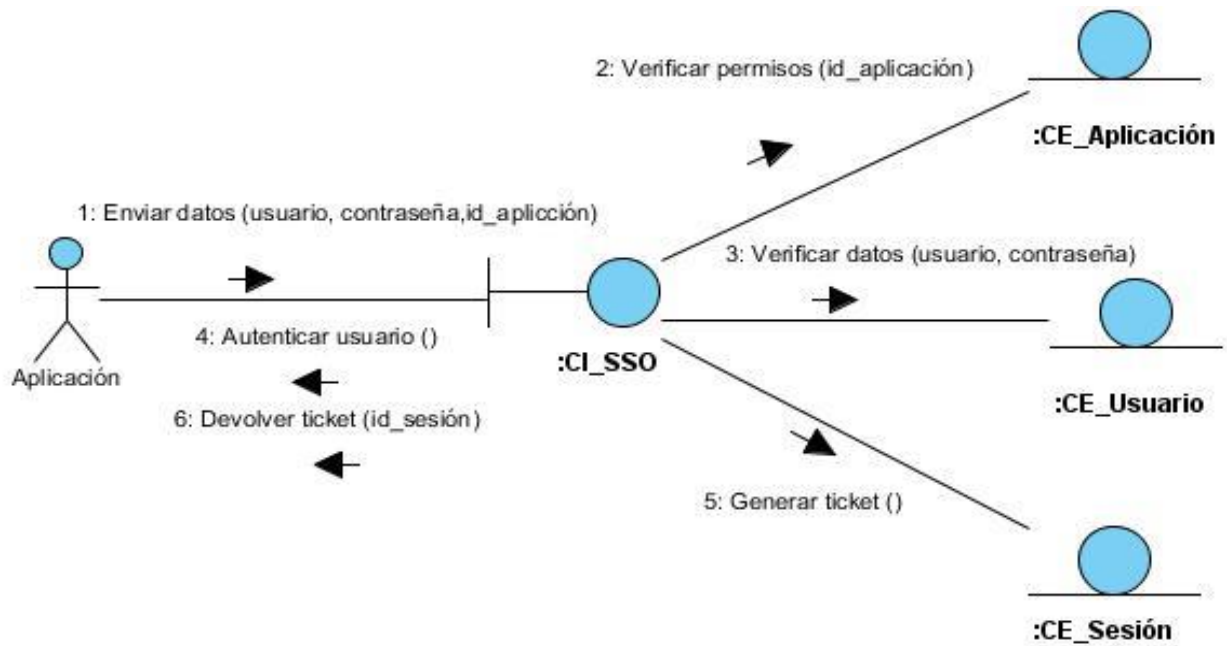 2: Verificar permisos (id_aplicación)
:CE_Aplicación
1: Enviar datos (usuario, contraseña,id_aplicción)
3: Verificar datos (usuario, contraseña)
4: Autenticar usuario ()
:CI_SSO
Aplicación
:CE_Usuario
6: Devolver ticket (id_sesión)
5: Generar ticket ()
:CE_Sesión